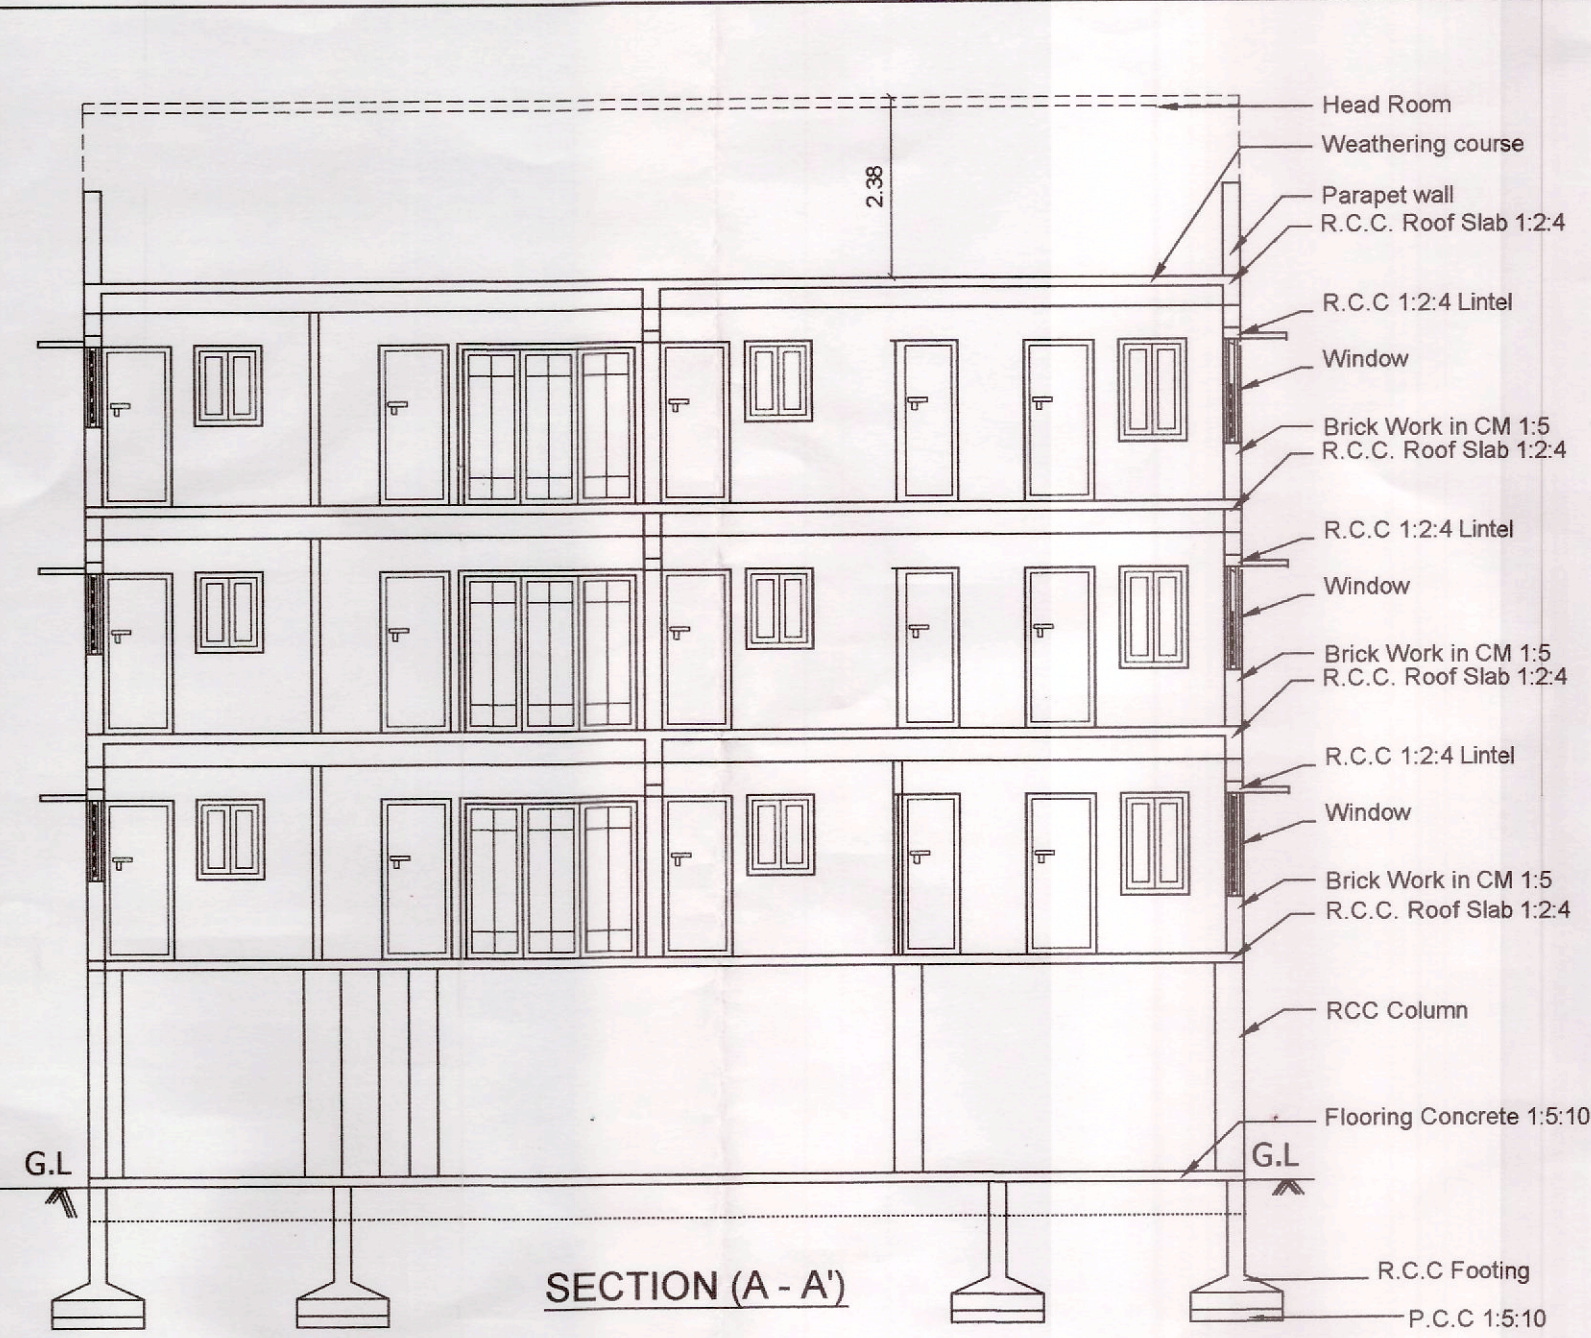 Head Room
Weathering course
2.38
Parapet wall
R.C.C. Roof Slab 1:2:4
R.C.C 1:2:4 Lintel
Window
Brick Work in CM 1:5
R.C.C. Roof Slab 1:2:4
R.C.C 1:2:4 Lintel
Window
Brick Work in CM 1:5
R.C.C. Roof Slab 1:2:4
R.C.C 1:2:4 Lintel
Window
Brick Work in CM 1:5
R.C.C. Roof Slab 1:2:4
RCC Column
Flooring Concrete 1:5:10
G.L
G.L
R.C.C Footing
SECTION (A - A')
P.C.C 1:5:10